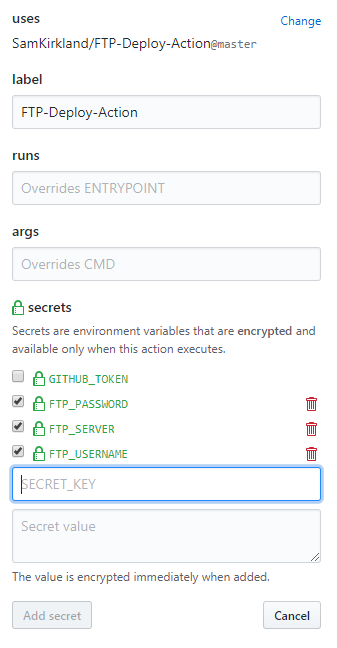 uses Change
SamKirkland/FTP-Deploy-Action@master
label
FTP-Deploy-Action
runs
Overrides ENTRYPOINT
args
Overrides CMD
secrets
Secrets are environment variables that are encrypted and
available only when this action executes.
GITHUB_TOKEN
FTP_PASSWORD
FTP_SERVER
FTP_USERNAME
SECRET_KEY
Secret value
The value is encrypted immediately when added.
Add secret Cancel